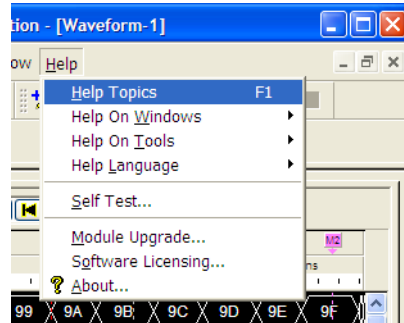 tion - [Waveform-1]
ow Help
Help Topics F1
Help On Windows
Help On Tools
Help Language
Self Test...
Module Upgrade...
Software Licensing...
About...
M2
ns
99 9A 9B 9C 9D 9E 9F